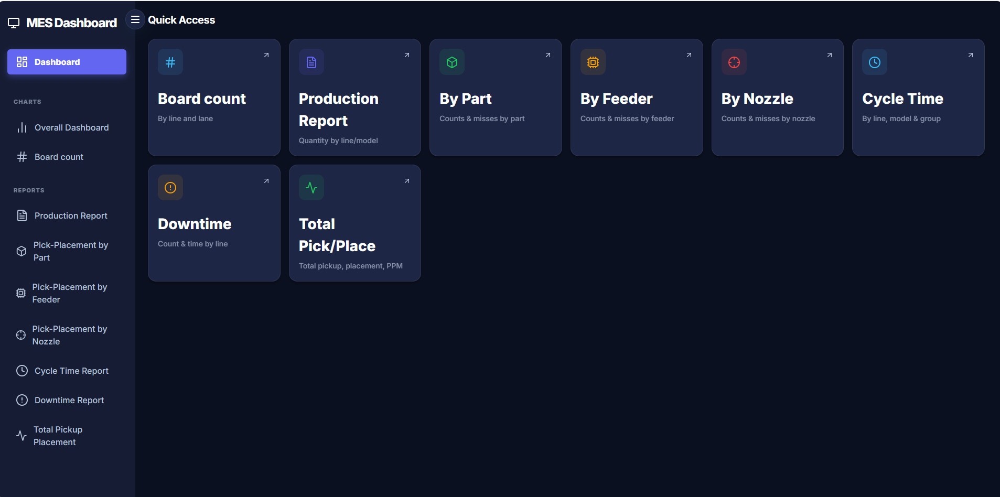 MES Dashboard
Dashboard
CHARTS
Overall Dashboard
Board count
REPORTS
Production Report
Pick-Placement by
Part
Pick-Placement by
Feeder
Pick-Placement by
Nozzle
Cycle Time Report
Downtime Report
Total Pickup
Placement
Quick Access
Board count
By line and lane
Production
Report
Quantity by line/model
By Part
Counts & misses by part
By Feeder
Counts & misses by feeder
By Nozzle
Counts & misses by nozzle
Cycle Time
By line, model & group
Downtime
Count & time by line
Total
Pick/Place
Total pickup, placement, PPM